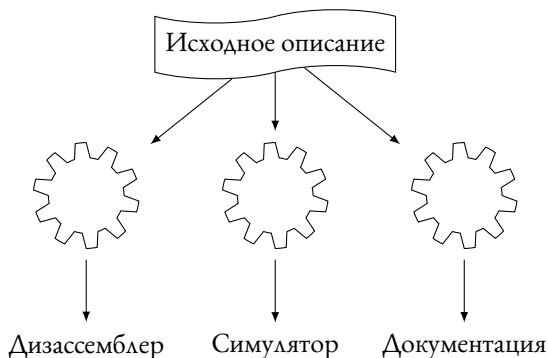 Исходное описание
Дизассемблер
Симулятор
Документация